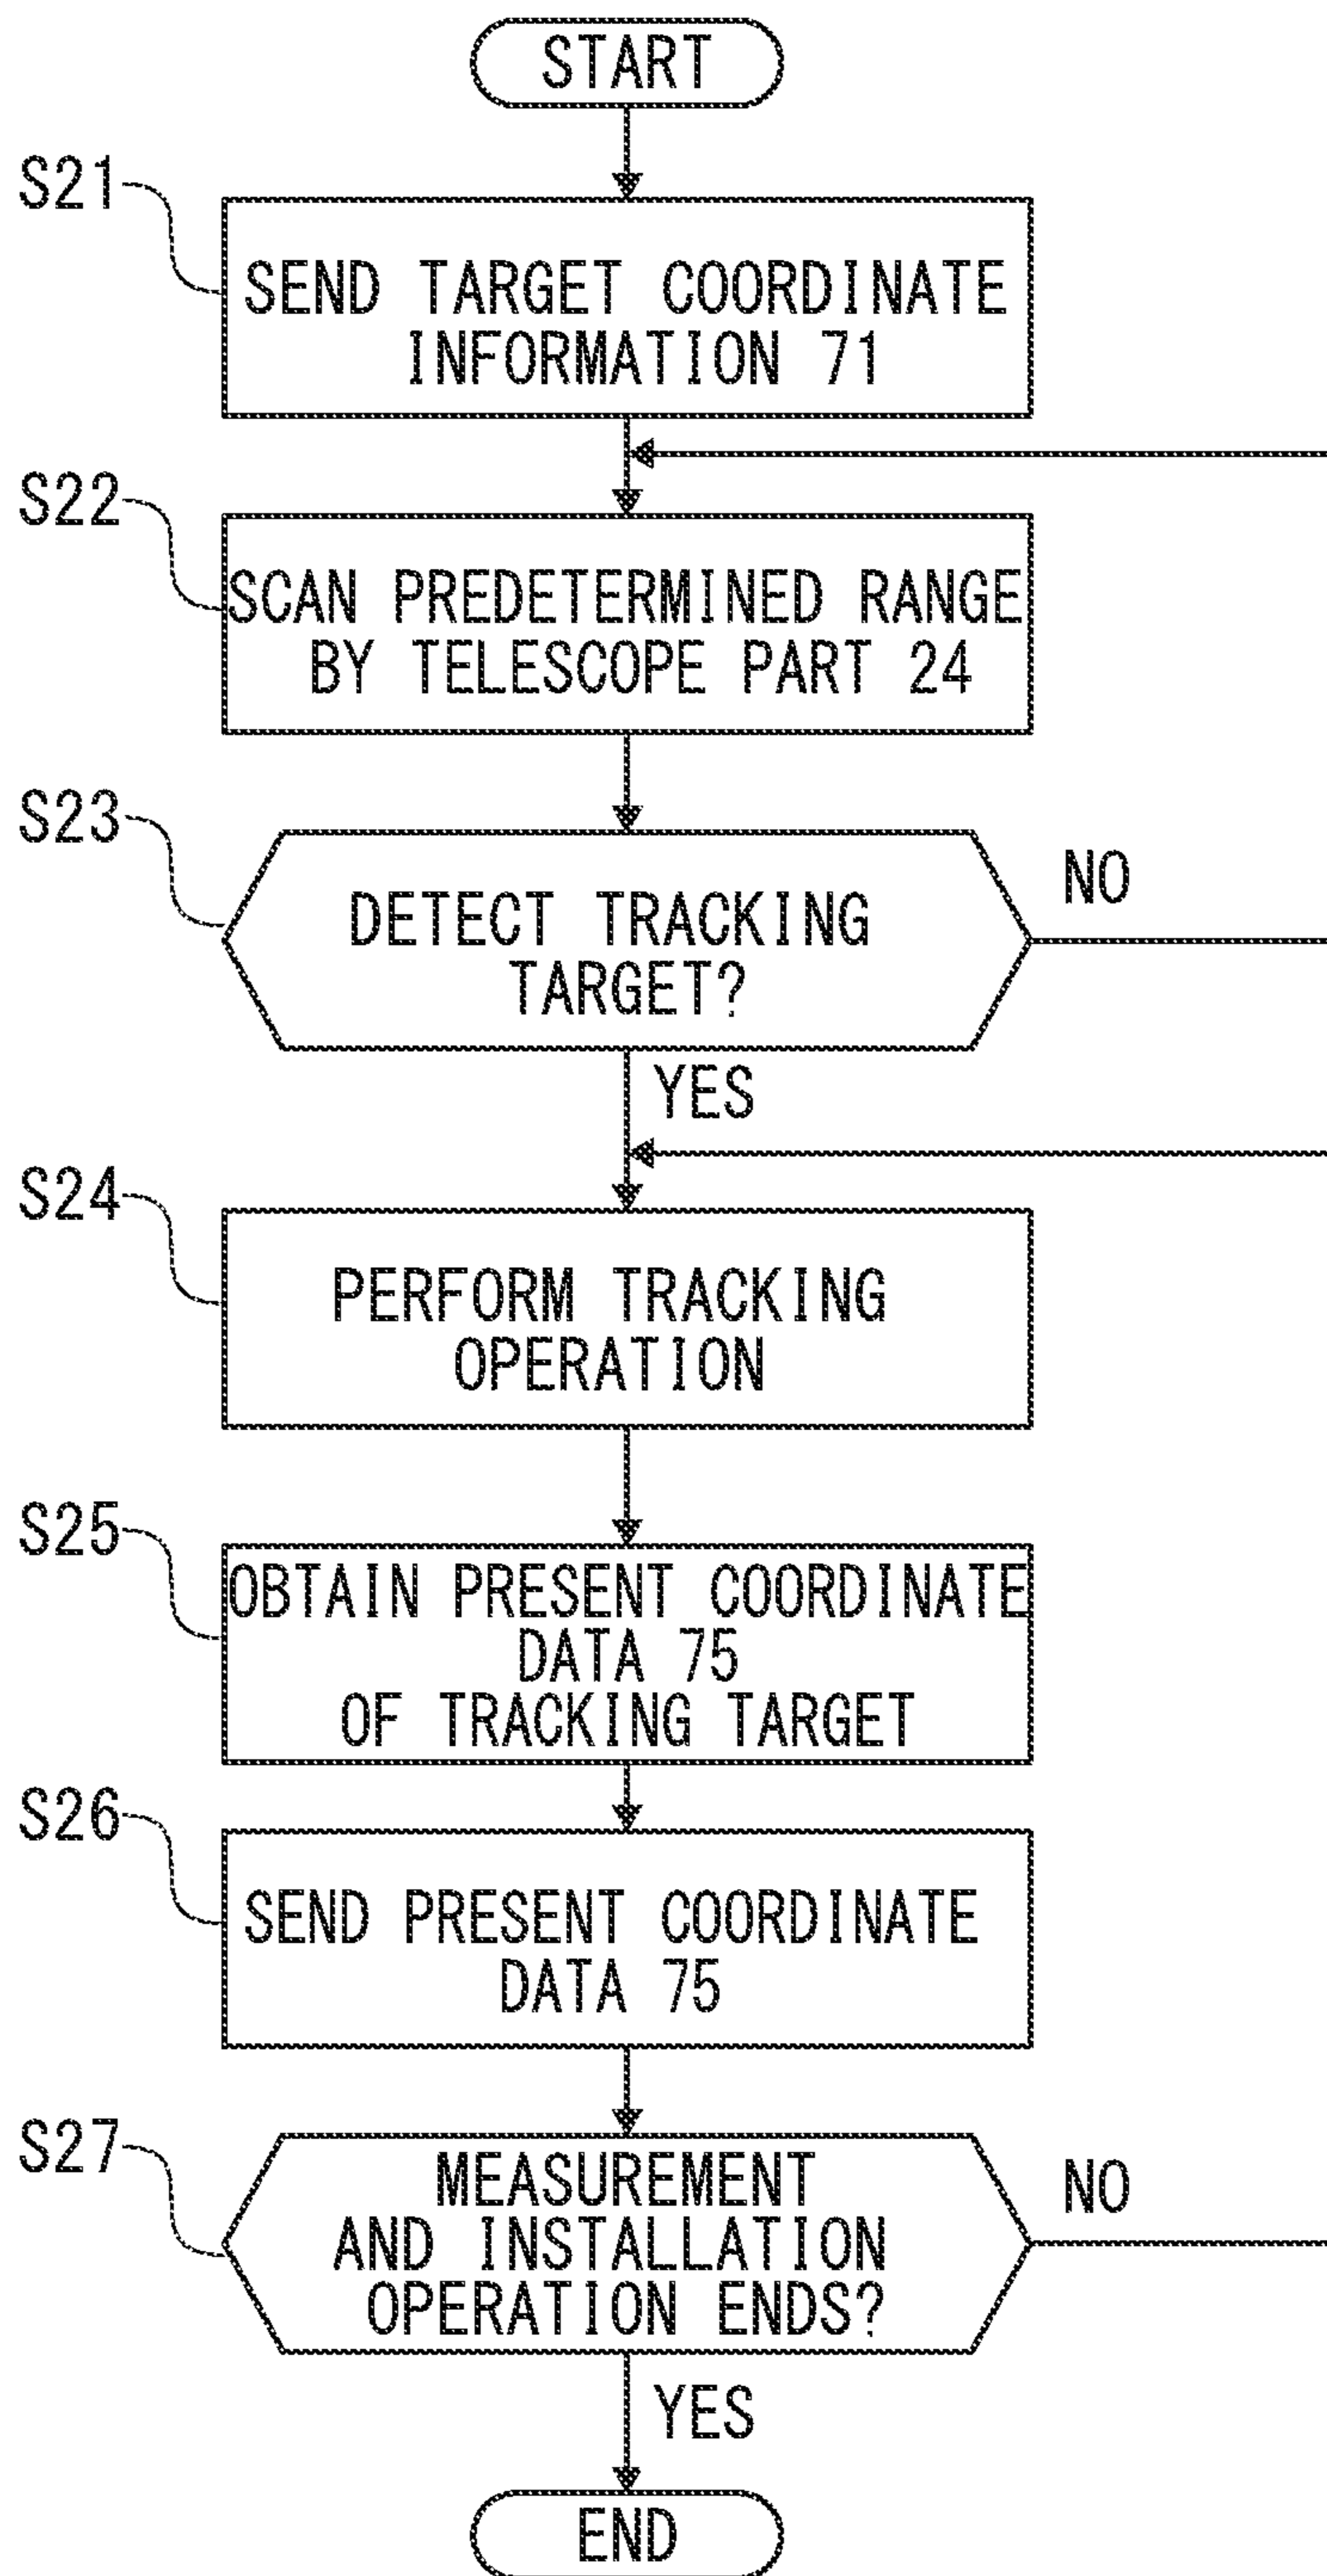 START
S21
SEND TARGET COORDINATE
INFORMATION 71
S22
SCAN PREDETERMINED RANGE
BY TELESCOPE PART 24
S23
DETECT TRACKING
TARGET?
NO
YES
S24
PERFORM TRACKING
OPERATION
S25
OBTAIN PRESENT COORDINATE
DATA 75
OF TRACKING TARGET
S26
SEND PRESENT COORDINATE
DATA 75
S27
MEASUREMENT
AND INSTALLATION
OPERATION ENDS?
NO
YES
END